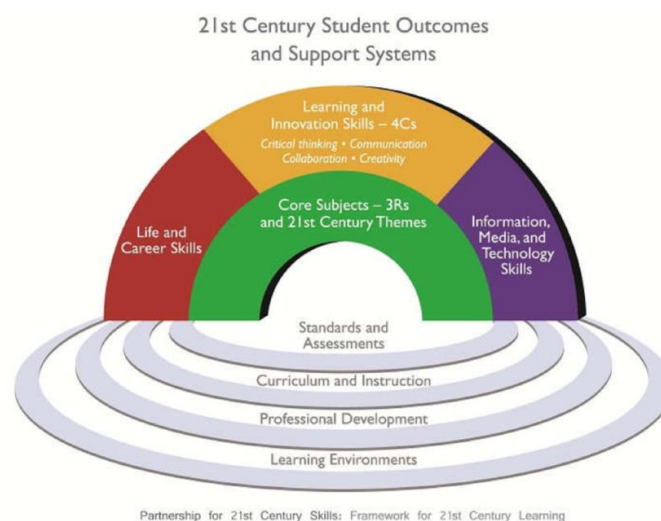 21st Century Student Outcomes
and Support Systems
Learning and
Innovation Skills – 4Cs
Critical thinking • Communication
Collaboration • Creativity
Core Subjects – 3Rs
and 21st Century Themes
Life and
Career Skills
Information,
Media, and
Technology
Skills
Standards and
Assessments
Curriculum and Instruction
Professional Development
Learning Environments
Partnership for 21st Century Skills: Framework for 21st Century Learning